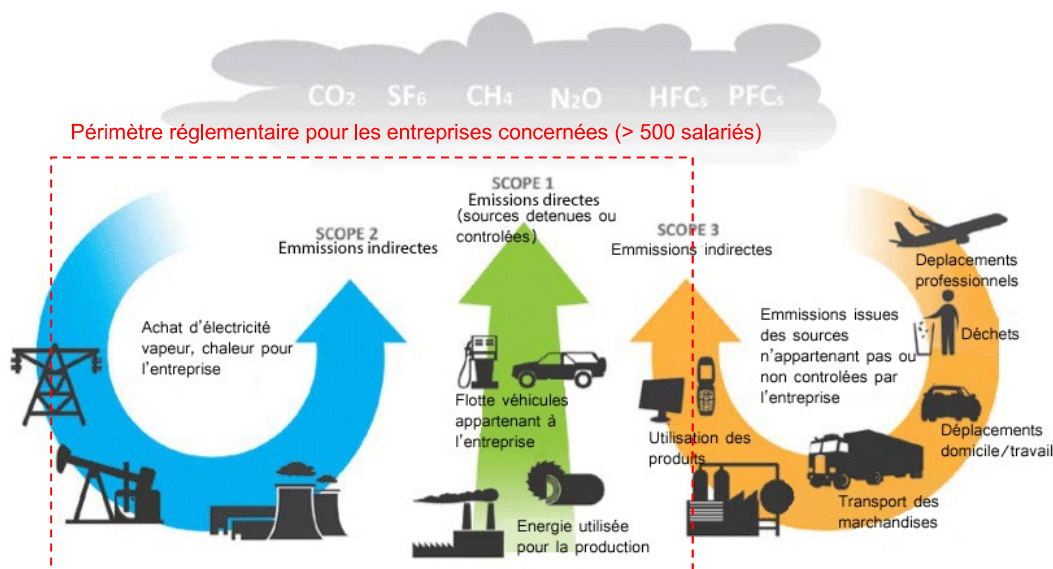 CO2 SF6 CH4 N2O HFCs PFCs
Périmètre réglementaire pour les entreprises concernées (> 500 salariés)
SCOPE 2
Emmissions indirectes
Achat d'électricité
vapeur, chaleur pour
l'entreprise
SCOPE 1
Emissions directes
(sources detenues ou
controlées)
Flotte véhicules
appartenant à
l'entreprise
Energie utilisée
pour la production
SCOPE 3
Emmissions indirectes
Emmissions issues
des sources
n'appartenant pas ou
non controlées par
l'entreprise
Utilisation des
produits
Deplacements
professionnels
Déchets
Déplacements
domicile/travail
Transport des
marchandises